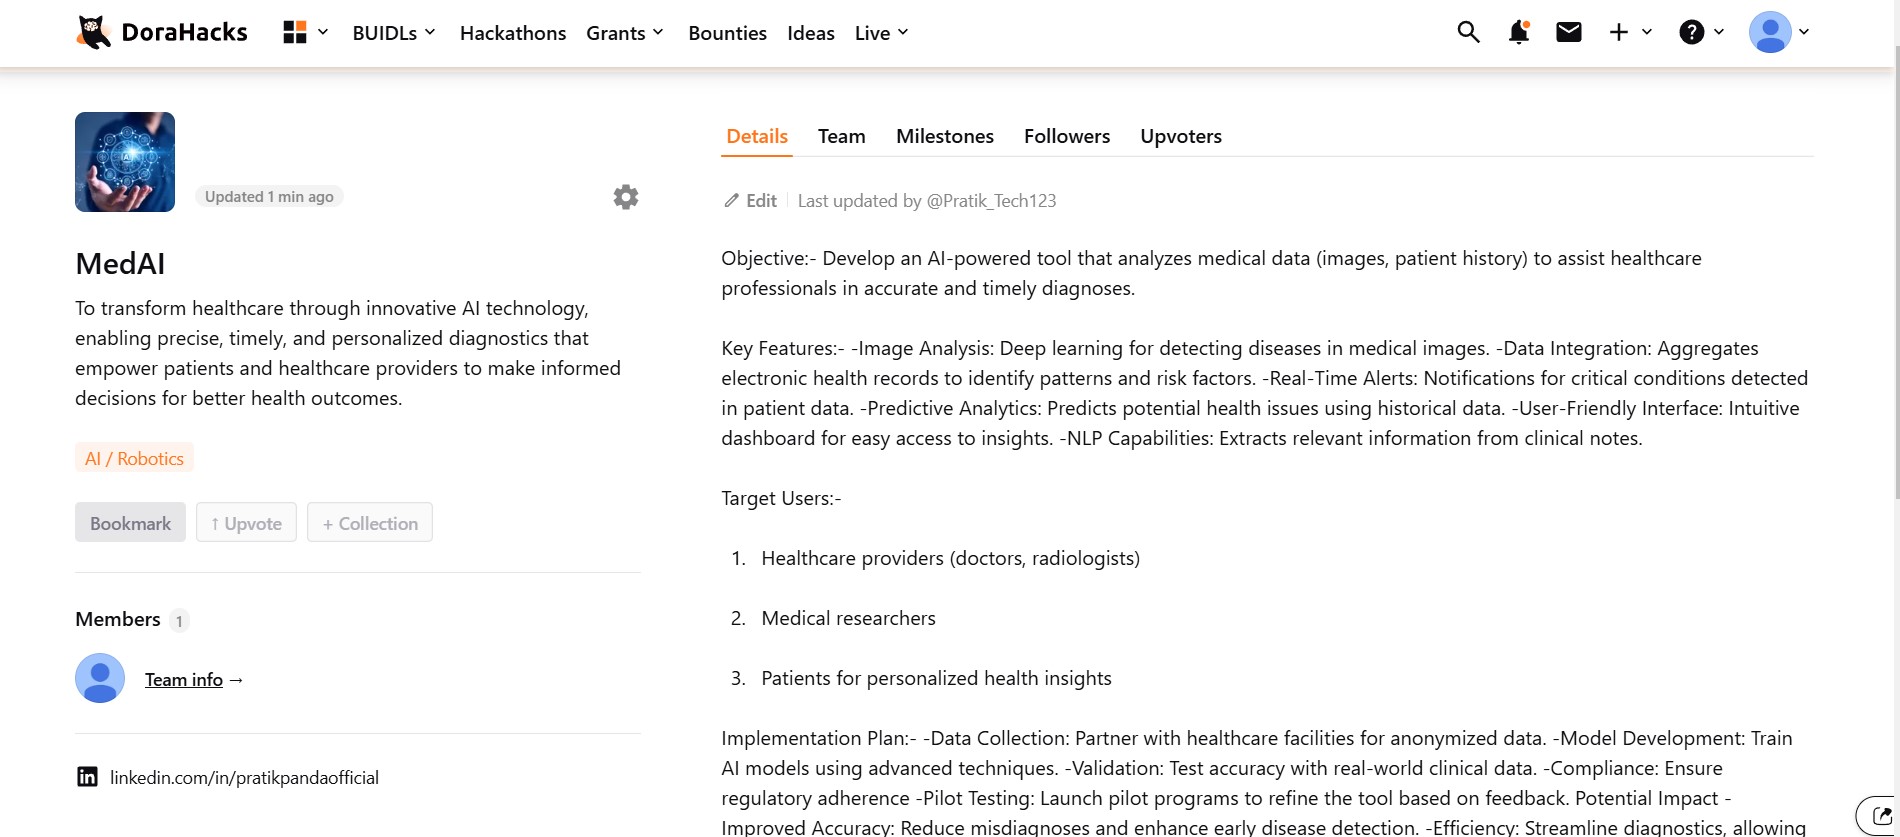 DoraHacks
BUIDLs
Hackathons
Grants
Bounties
Ideas
Live
Updated 1 min ago
MedAI
To transform healthcare through innovative AI technology,
enabling precise, timely, and personalized diagnostics that
empower patients and healthcare providers to make informed
decisions for better health outcomes.
AI / Robotics
Bookmark
↑ Upvote
+ Collection
Members 1
Team info →
linkedin.com/in/pratikpandaofficial
Details
Team
Milestones
Followers
Upvoters
Edit
Last updated by @Pratik_Tech123
Objective:- Develop an AI-powered tool that analyzes medical data (images, patient history) to assist healthcare
professionals in accurate and timely diagnoses.
Key Features:- -Image Analysis: Deep learning for detecting diseases in medical images. -Data Integration: Aggregates
electronic health records to identify patterns and risk factors. -Real-Time Alerts: Notifications for critical conditions detected
in patient data. -Predictive Analytics: Predicts potential health issues using historical data. -User-Friendly Interface: Intuitive
dashboard for easy access to insights. -NLP Capabilities: Extracts relevant information from clinical notes.
Target Users:-
1. Healthcare providers (doctors, radiologists)
2. Medical researchers
3. Patients for personalized health insights
Implementation Plan:- -Data Collection: Partner with healthcare facilities for anonymized data. -Model Development: Train
AI models using advanced techniques. -Validation: Test accuracy with real-world clinical data. -Compliance: Ensure
regulatory adherence -Pilot Testing: Launch pilot programs to refine the tool based on feedback. Potential Impact -
Improved Accuracy: Reduce misdiagnoses and enhance early disease detection. -Efficiency: Streamline diagnostics, allowing